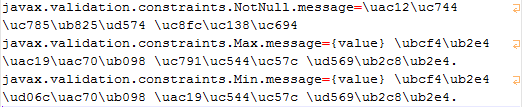 javax.validation.constraints.NotNull.message=\uac12\uc744
\uc785\ub825\ud574 \uc8fc\uc138\uc694
javax.validation.constraints.Max.message={value} \ubcf4\ub2e4
\uac19\uac70\ub098 \uc791\uc544\uc57c \ud569\ub2c8\ub2e4.
javax.validation.constraints.Min.message={value} \ubcf4\ub2e4
\ud06c\uac70\ub098 \uac19\uc544\uc57c \ud569\ub2c8\ub2e4.